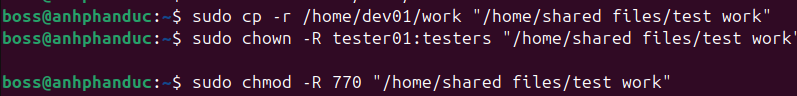 boss@anhphanduc:~$ sudo cp -r /home/dev01/work "/home/shared files/test work"
boss@anhphanduc:~$ sudo chown -R tester01:testers "/home/shared files/test work"
boss@anhphanduc:~$ sudo chmod -R 770 "/home/shared files/test work"